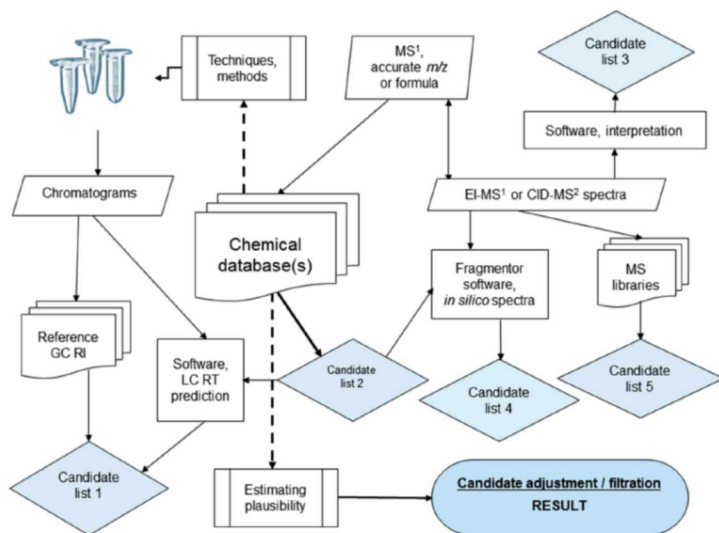 Techniques,
methods
MS¹,
accurate m/z
or formula
Candidate
list 3
Software, interpretation
Chromatograms
EI-MS¹ or CID-MS² spectra
Chemical
database(s)
Fragmentor
software,
in silico spectra
MS
libraries
Reference
GC RI
Software,
LC RT
prediction
Candidate
list 2
Candidate
list 4
Candidate
list 5
Candidate
list 1
Estimating
plausibility
Candidate adjustment / filtration
RESULT